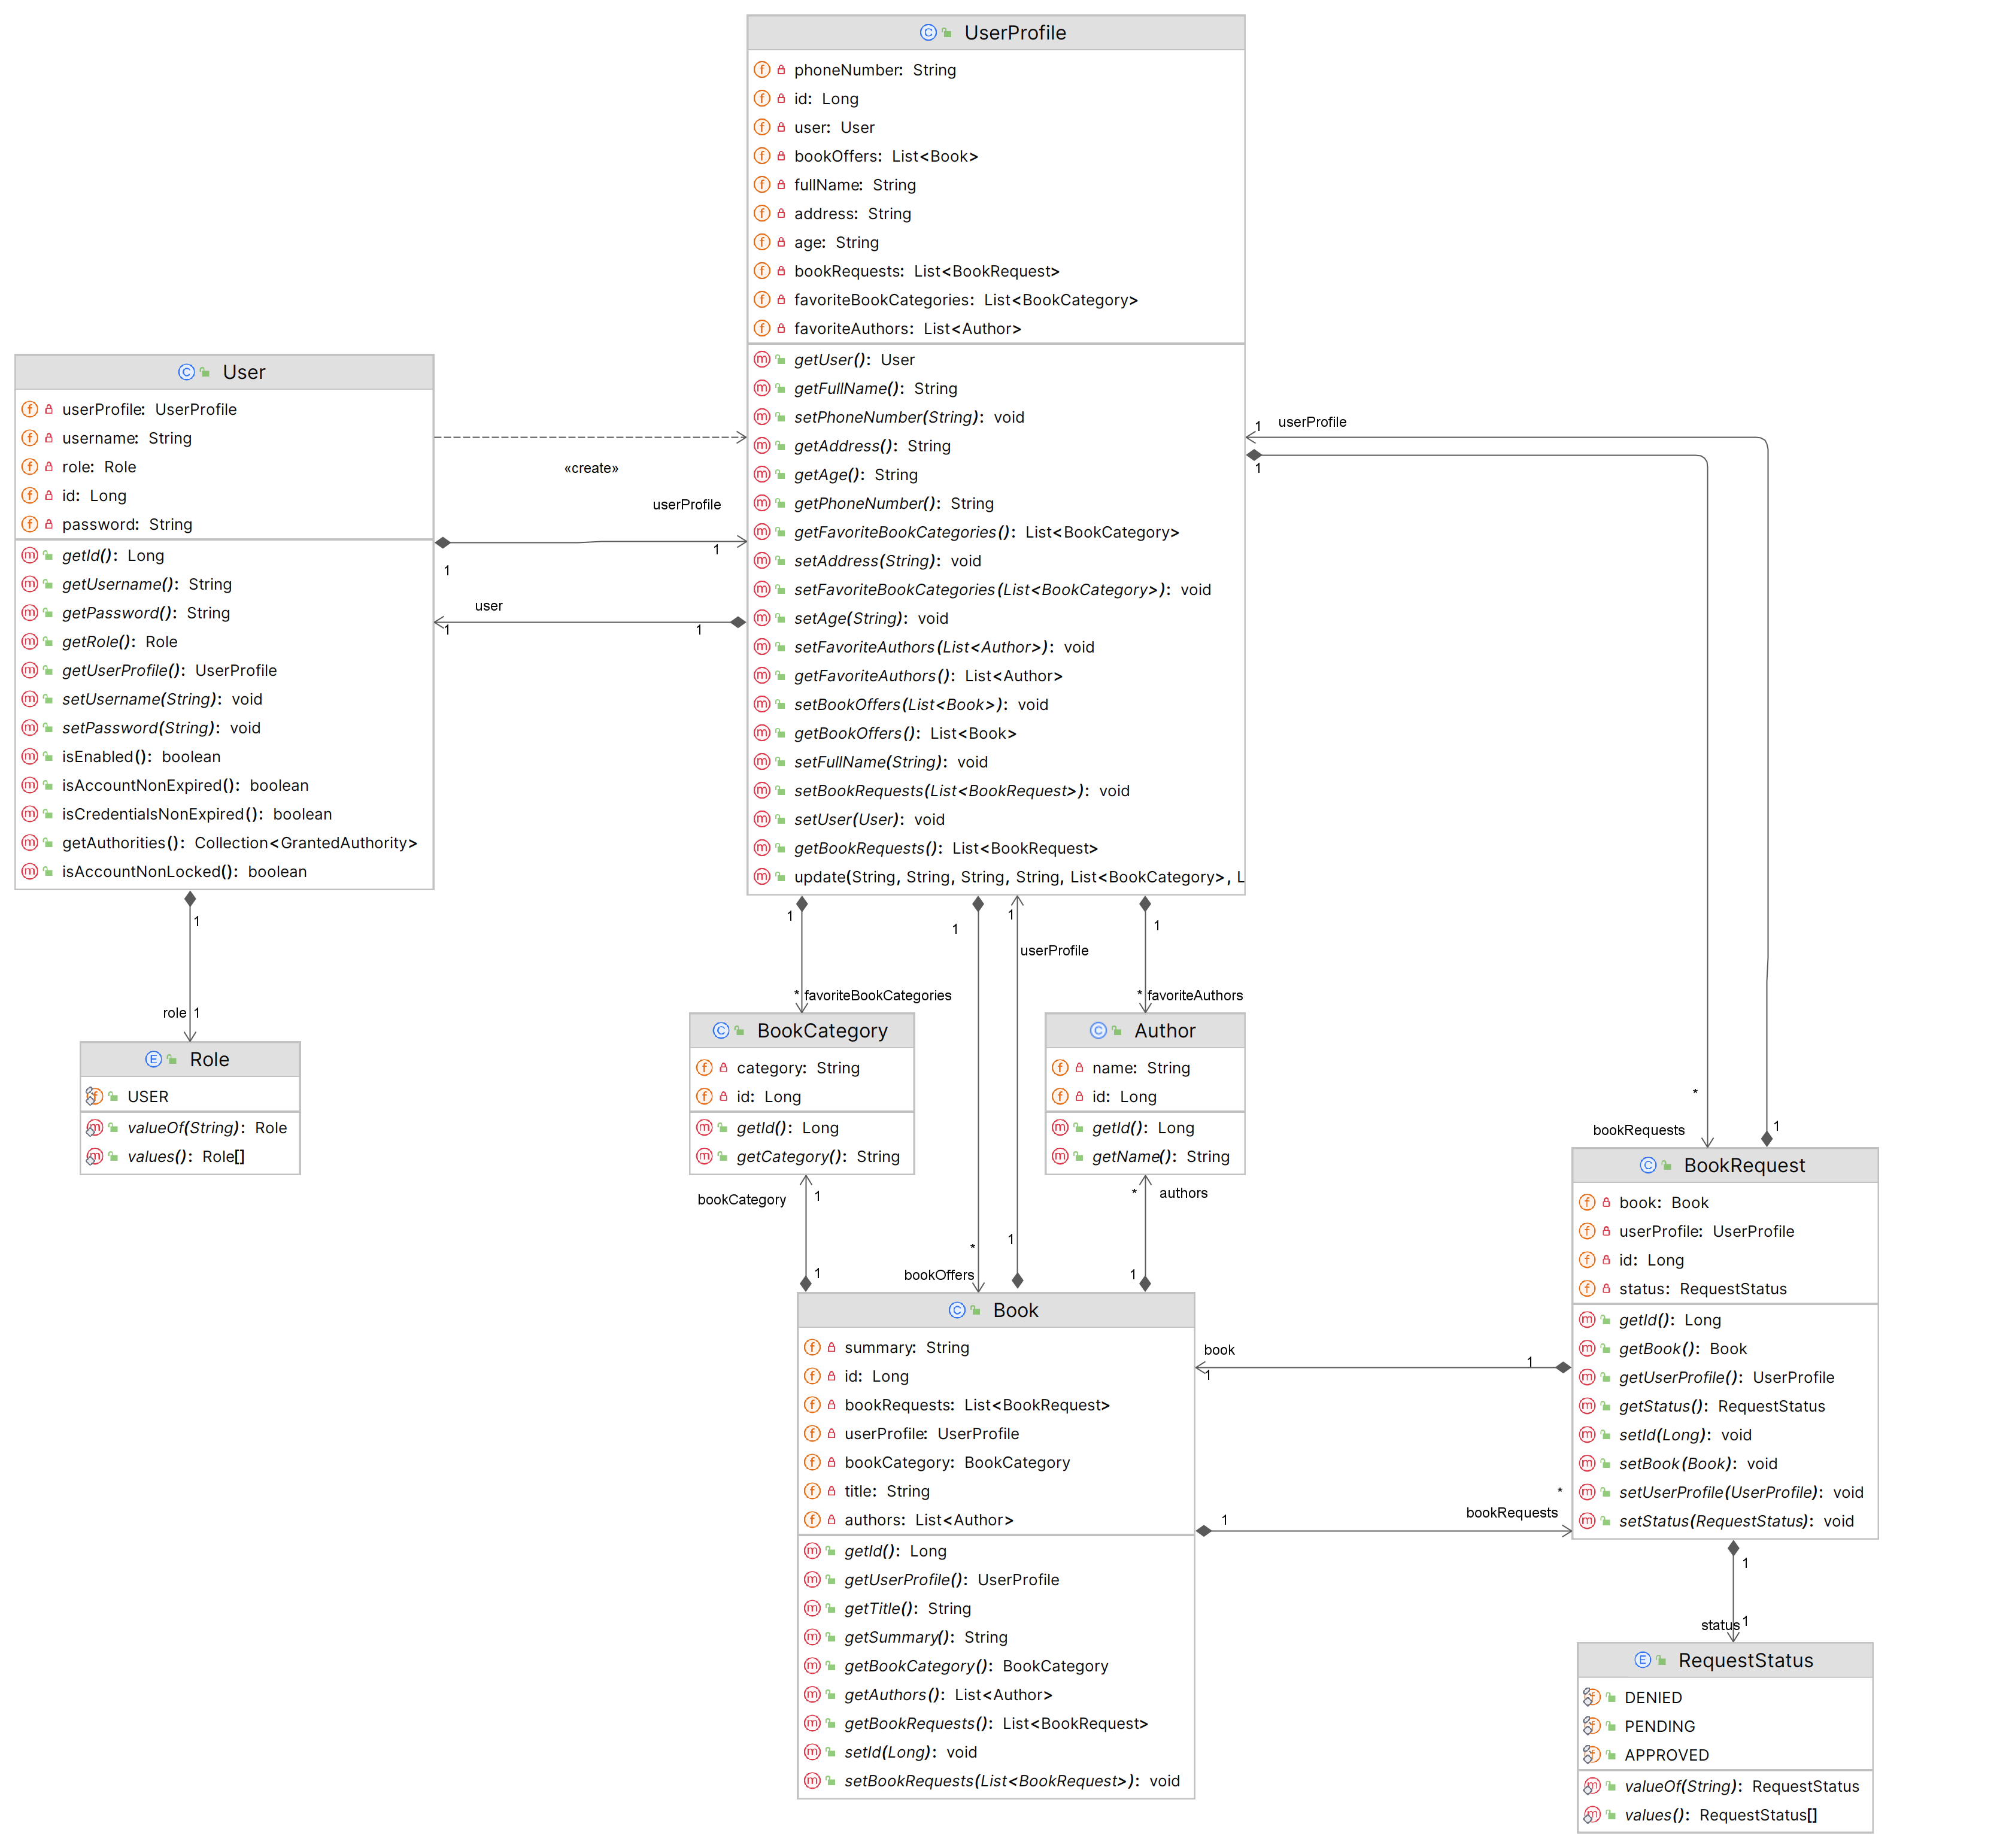 UserProfile
phoneNumber: String
id: Long
user: User
bookOffers: List<Book>
fullName: String
address: String
age: String
bookRequests: List<BookRequest>
favoriteBookCategories: List<BookCategory>
favoriteAuthors: List<Author>
getUser(): User
getFullName(): String
setPhoneNumber(String): void
getAddress(): String
getAge(): String
getPhoneNumber(): String
getFavoriteBookCategories(): List<BookCategory>
setAddress(String): void
setFavoriteBookCategories(List<BookCategory>): void
setAge(String): void
setFavoriteAuthors(List<Author>): void
getFavoriteAuthors(): List<Author>
setBookOffers(List<Book>): void
getBookOffers(): List<Book>
setFullName(String): void
setBookRequests(List<BookRequest>): void
setUser(User): void
getBookRequests(): List<BookRequest>
update(String, String, String, String, List<BookCategory>, L
User
userProfile: UserProfile
username: String
role: Role
id: Long
password: String
getId(): Long
getUsername(): String
getPassword(): String
getRole(): Role
getUserProfile(): UserProfile
setUsername(String): void
setPassword(String): void
isEnabled(): boolean
isAccountNonExpired(): boolean
isCredentialsNonExpired(): boolean
getAuthorities(): Collection<GrantedAuthority>
isAccountNonLocked(): boolean
«create»
userProfile
1
1
user
1
1
1
userProfile
1
1
role 1
1
1
1
userProfile
1
* favoriteBookCategories
* favoriteAuthors
Role
USER
valueOf(String): Role
values(): Role[]
BookCategory
category: String
id: Long
getId(): Long
getCategory(): String
Author
name: String
id: Long
getId(): Long
getName(): String
*
bookRequests
1
bookCategory
1
* authors
1
*
bookOffers
1
1
1
BookRequest
book: Book
userProfile: UserProfile
id: Long
status: RequestStatus
getId(): Long
getBook(): Book
getUserProfile(): UserProfile
getStatus(): RequestStatus
setId(Long): void
setBook(Book): void
setUserProfile(UserProfile): void
setStatus(RequestStatus): void
Book
summary: String
id: Long
bookRequests: List<BookRequest>
userProfile: UserProfile
bookCategory: BookCategory
title: String
authors: List<Author>
getId(): Long
getUserProfile(): UserProfile
getTitle(): String
getSummary(): String
getBookCategory(): BookCategory
getAuthors(): List<Author>
getBookRequests(): List<BookRequest>
setId(Long): void
setBookRequests(List<BookRequest>): void
book
1
1
*
bookRequests
1
1
status 1
RequestStatus
DENIED
PENDING
APPROVED
valueOf(String): RequestStatus
values(): RequestStatus[]